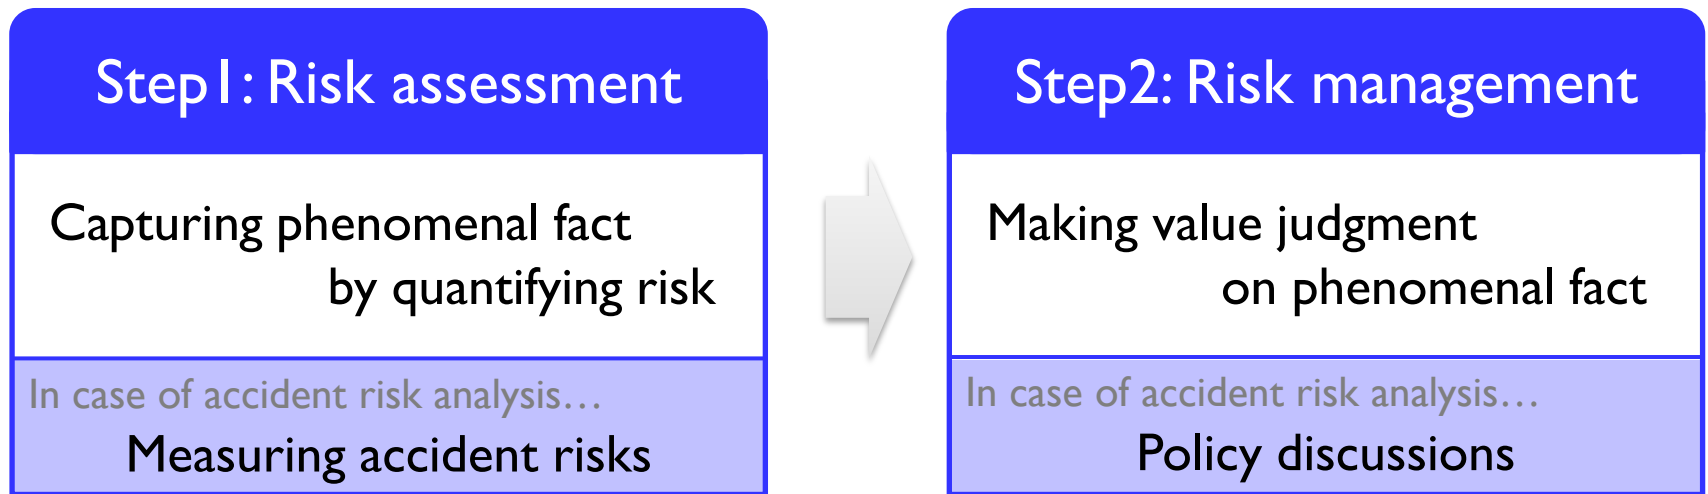 Step1: Risk assessment
Capturing phenomenal fact
by quantifying risk
In case of accident risk analysis…
Measuring accident risks
Step2: Risk management
Making value judgment
on phenomenal fact
In case of accident risk analysis…
Policy discussions